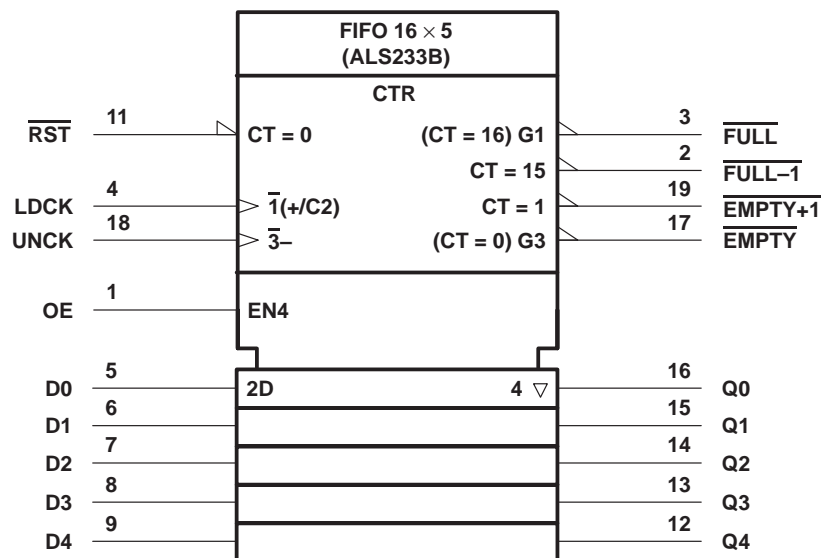 FIFO 16 × 5
(ALS233B)
CTR
RST 11 CT = 0 (CT = 16) G1 3 FULL
CT = 15 2 FULL–1
LDCK 4 1(+/C2) CT = 1 19 EMPTY+1
UNCK 18 3– (CT = 0) G3 17 EMPTY
OE 1 EN4
D0 5 2D 4 ▽ 16 Q0
D1 6 15 Q1
D2 7 14 Q2
D3 8 13 Q3
D4 9 12 Q4